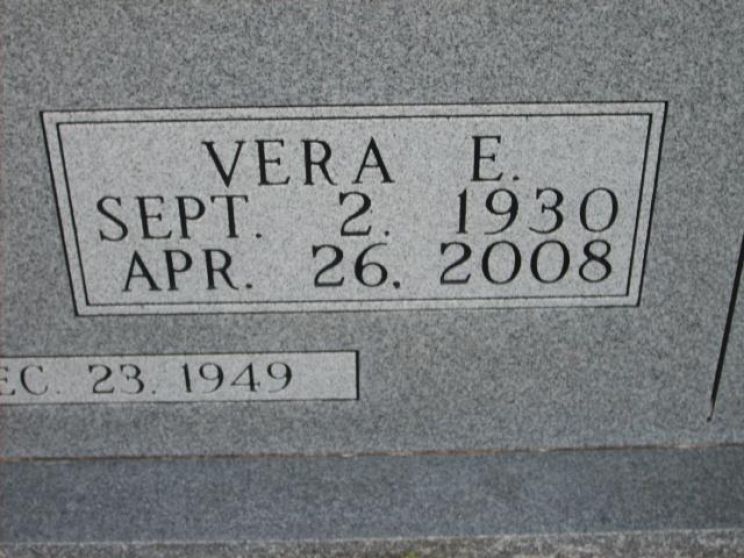 VERA E.
SEPT. 2. 1930
APR. 26. 2008
EC. 23. 1949